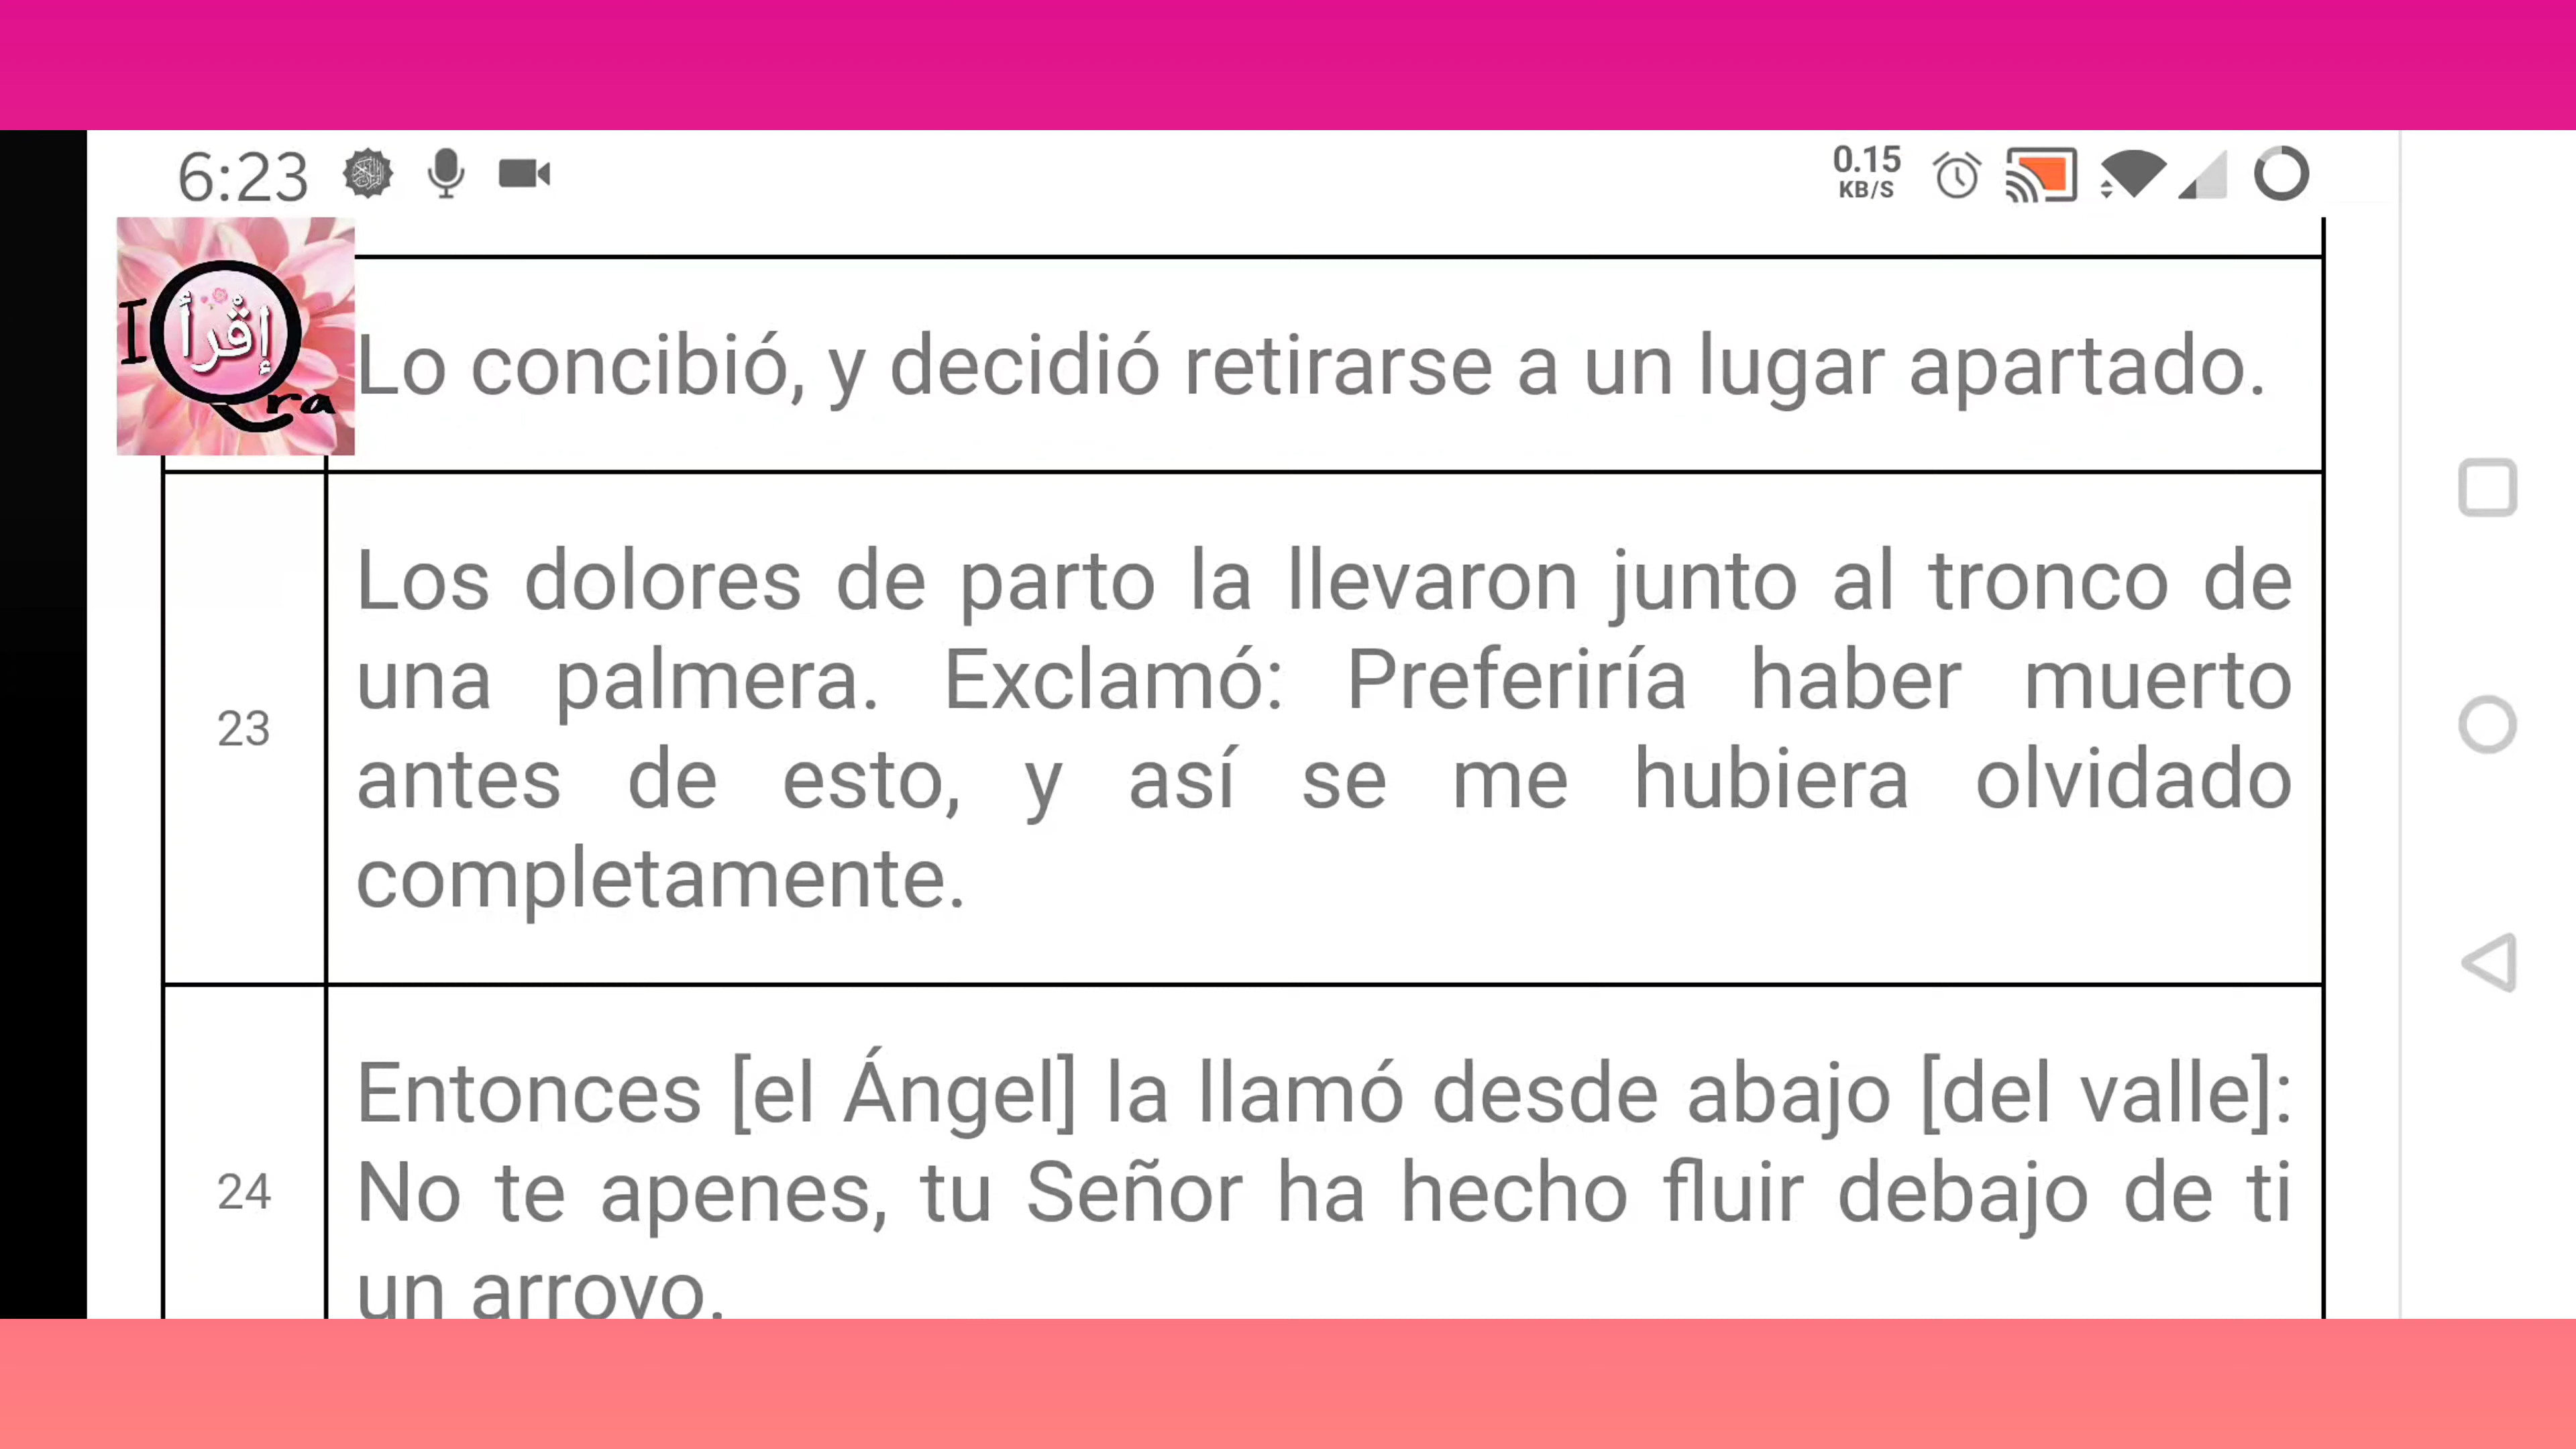 6:23
0.15
KB/S
إقْرأ
I Qra
Lo concibió, y decidió retirarse a un lugar apartado.
23
Los dolores de parto la llevaron junto al tronco de
una palmera. Exclamó: Preferiría haber muerto
antes de esto, y así se me hubiera olvidado
completamente.
24
Entonces [el Ángel] la llamó desde abajo [del valle]:
No te apenes, tu Señor ha hecho fluir debajo de ti
un arroyo.